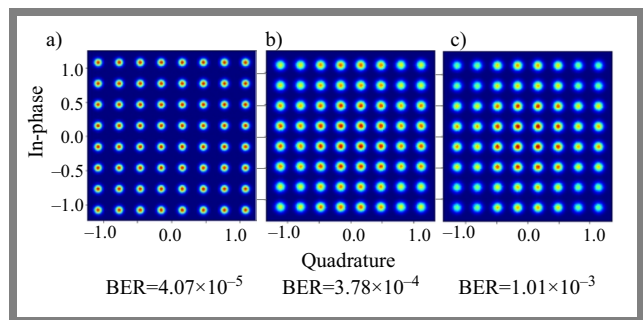 a) b) c)
1.0
0.5
0.0
−0.5
−1.0
In-phase
−1.0 0.0 1.0 −1.0 0.0 1.0 −1.0 0.0 1.0
Quadrature
BER=4.07×10⁻⁵ BER=3.78×10⁻⁴ BER=1.01×10⁻³